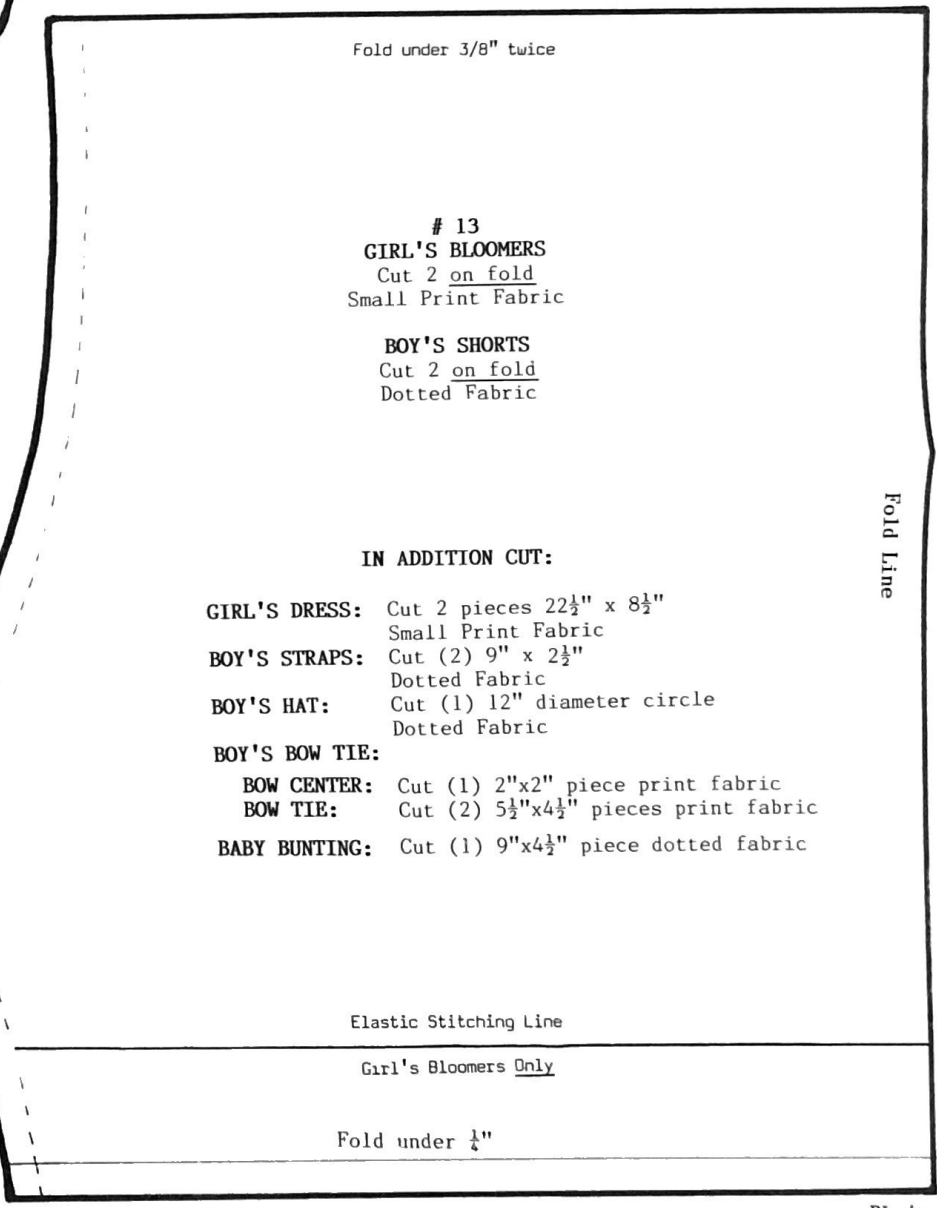 Fold under 3/8" twice
# 13
GIRL'S BLOOMERS
Cut 2 on fold
Small Print Fabric
BOY'S SHORTS
Cut 2 on fold
Dotted Fabric
Fold Line
IN ADDITION CUT:
GIRL'S DRESS: Cut 2 pieces 22½" x 8½"
Small Print Fabric
BOY'S STRAPS: Cut (2) 9" x 2½"
Dotted Fabric
BOY'S HAT: Cut (1) 12" diameter circle
Dotted Fabric
BOY'S BOW TIE:
BOW CENTER: Cut (1) 2"x2" piece print fabric
BOW TIE: Cut (2) 5½"x4½" pieces print fabric
BABY BUNTING: Cut (1) 9"x4½" piece dotted fabric
Elastic Stitching Line
Girl's Bloomers Only
Fold under ¼"